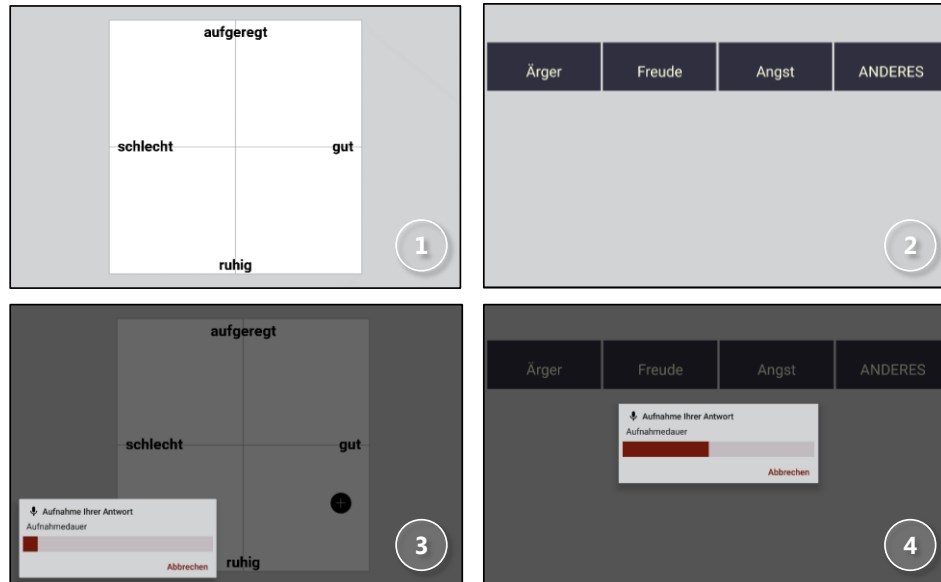 aufgeregt
schlecht gut
ruhig
1
Ärger Freude Angst ANDERES
2
aufgeregt
schlecht gut
Aufnahme Ihrer Antwort
Aufnahmedauer
Abbrechen
ruhig
3
Ärger Freude Angst ANDERES
Aufnahme Ihrer Antwort
Aufnahmedauer
Abbrechen
4